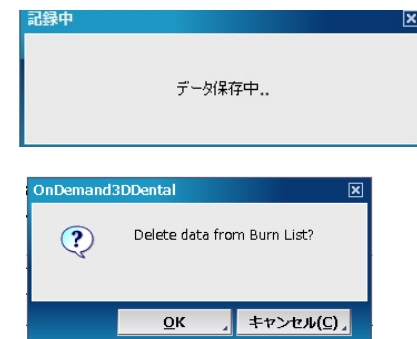 記録中
データ保存中..
OnDemand3DDental
Delete data from Burn List?
OK
キャンセル(C)